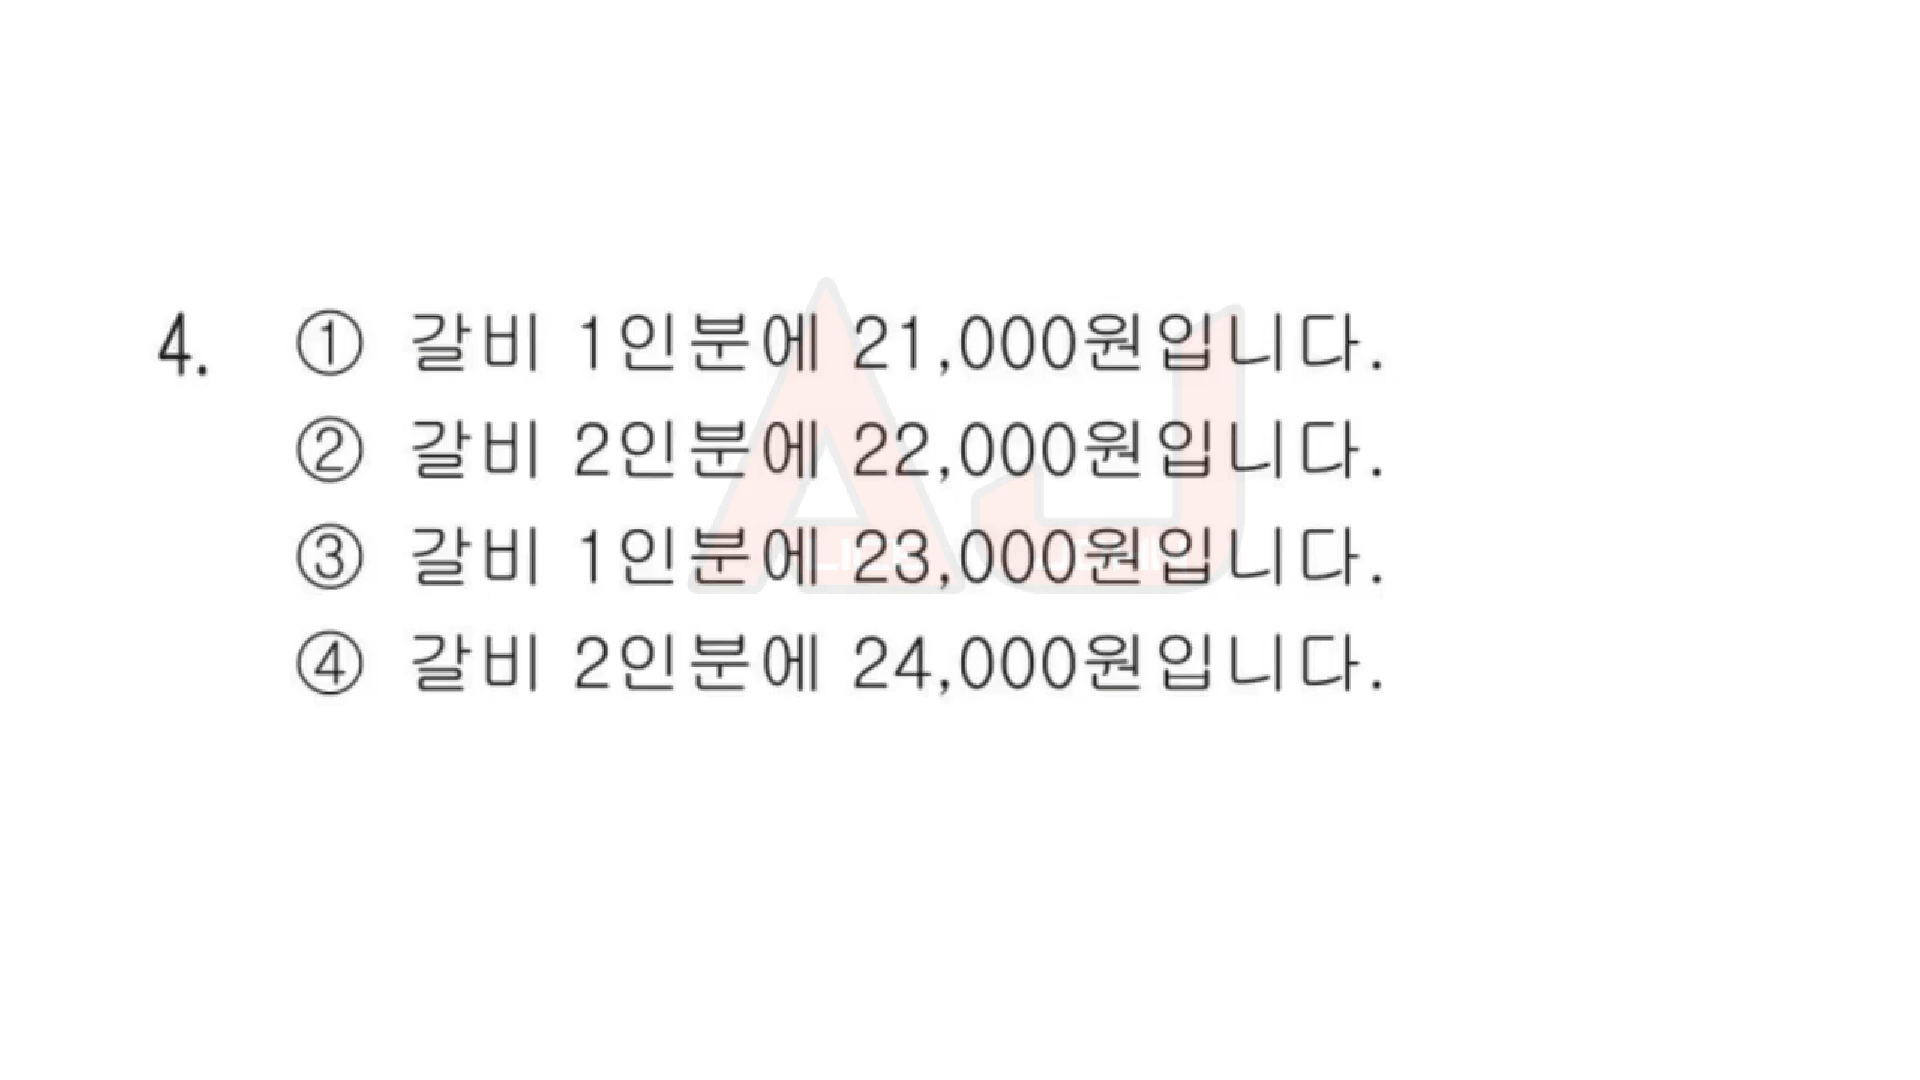 4. ① 갈비 1인분에 21,000원입니다.
② 갈비 2인분에 22,000원입니다.
③ 갈비 1인분에 23,000원입니다.
④ 갈비 2인분에 24,000원입니다.
AJ